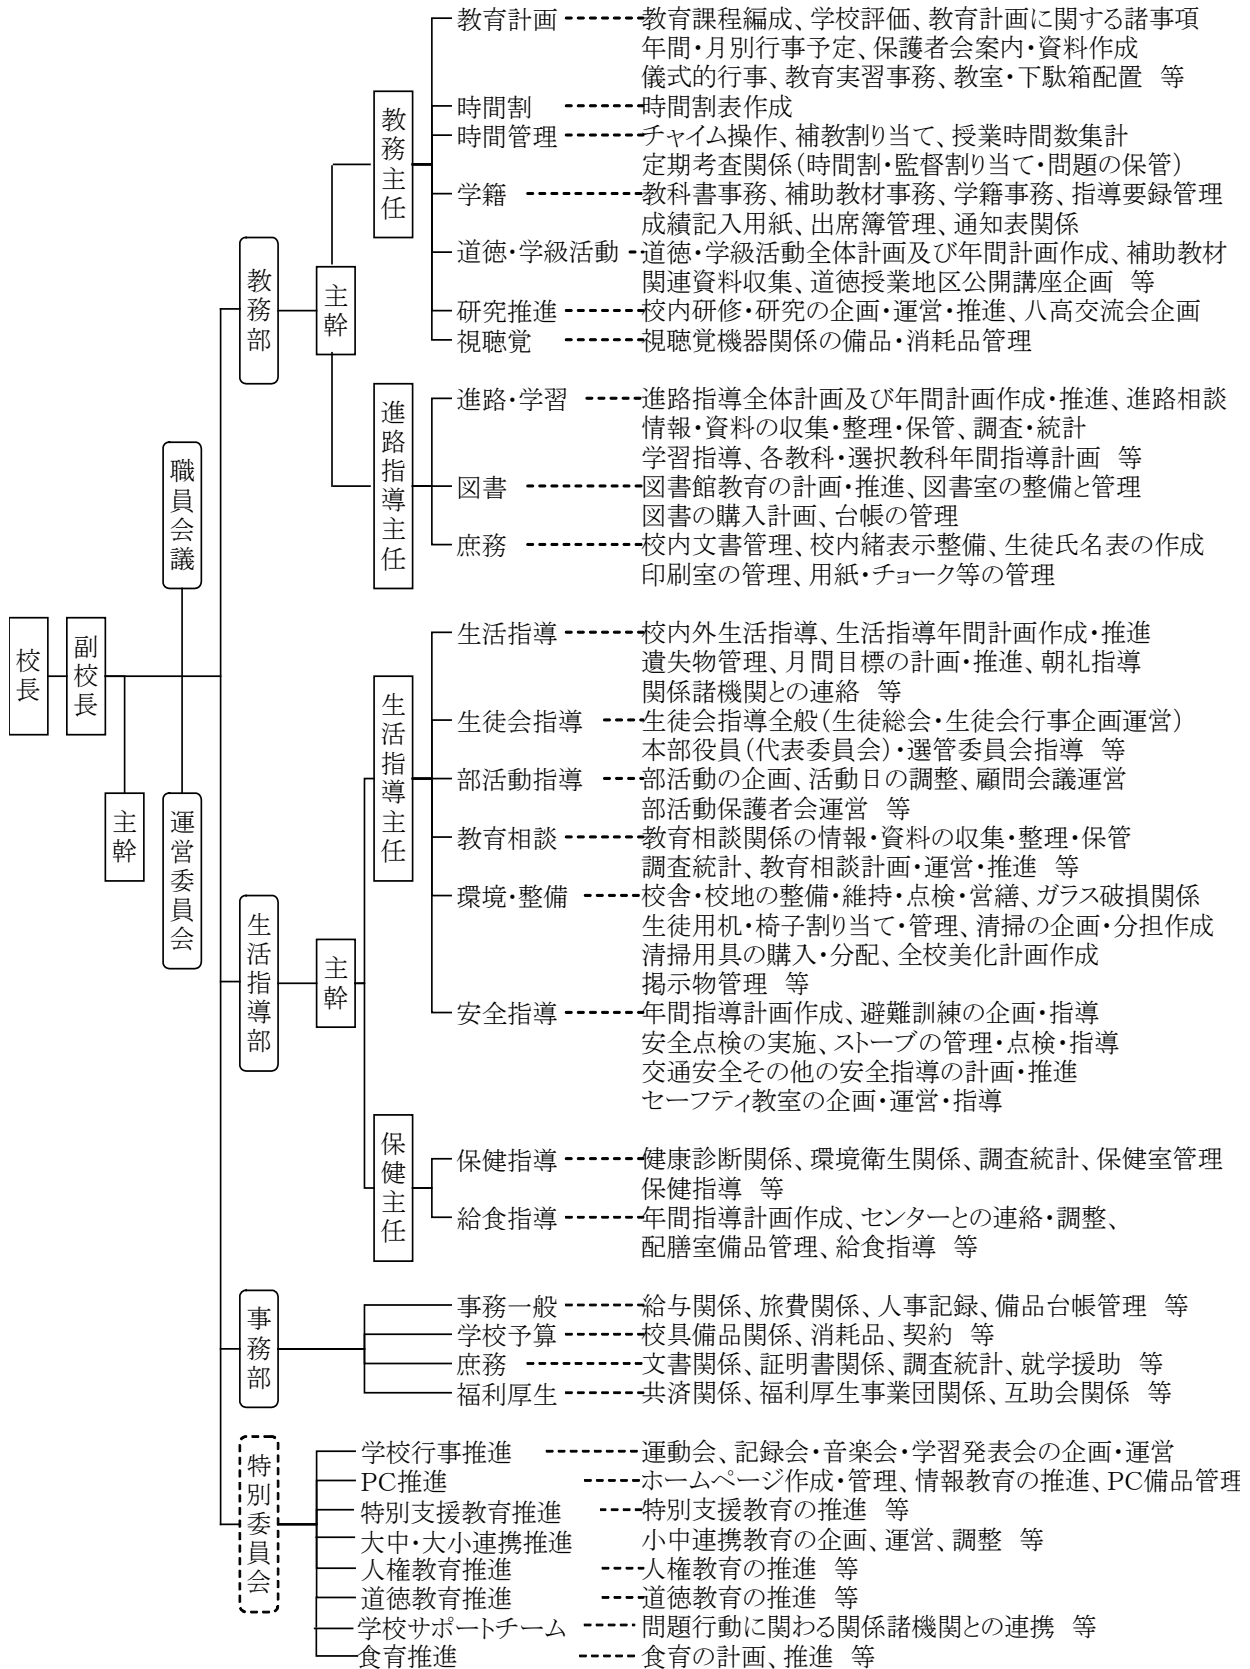 校長
副校長
主幹
職員会議
運営委員会
教務部
主幹
教務主任
教育計画 教育課程編成、学校評価、教育計画に関する諸事項
年間・月別行事予定、保護者会案内・資料作成
儀式的行事、教育実習事務、教室・下駄箱配置 等
時間割 時間割表作成
時間管理 チャイム操作、補教割り当て、授業時間数集計
定期考査関係(時間割・監督割り当て・問題の保管)
学籍 教科書事務、補助教材事務、学籍事務、指導要録管理
成績記入用紙、出席簿管理、通知表関係
道徳・学級活動 道徳・学級活動全体計画及び年間計画作成、補助教材
関連資料収集、道徳授業地区公開講座企画 等
研究推進 校内研修・研究の企画・運営・推進、八高交流会企画
視聴覚 視聴覚機器関係の備品・消耗品管理
進路指導主任
進路・学習 進路指導全体計画及び年間計画作成・推進、進路相談
情報・資料の収集・整理・保管、調査・統計
学習指導、各教科・選択教科年間指導計画 等
図書 図書館教育の計画・推進、図書室の整備と管理
図書の購入計画、台帳の管理
庶務 校内文書管理、校内緒表示整備、生徒氏名表の作成
印刷室の管理、用紙・チョーク等の管理
生活指導部
主幹
生活指導主任
生活指導 校内外生活指導、生活指導年間計画作成・推進
遺失物管理、月間目標の計画・推進、朝礼指導
関係諸機関との連絡 等
生徒会指導 生徒会指導全般(生徒総会・生徒会行事企画運営)
本部役員(代表委員会)・選管委員会指導 等
部活動指導 部活動の企画、活動日の調整、顧問会議運営
部活動保護者会運営 等
教育相談 教育相談関係の情報・資料の収集・整理・保管
調査統計、教育相談計画・運営・推進 等
環境・整備 校舎・校地の整備・維持・点検・営繕、ガラス破損関係
生徒用机・椅子割り当て・管理、清掃の企画・分担作成
清掃用具の購入・分配、全校美化計画作成
掲示物管理 等
安全指導 年間指導計画作成、避難訓練の企画・指導
安全点検の実施、ストーブの管理・点検・指導
交通安全その他の安全指導の計画・推進
セーフティ教室の企画・運営・指導
保健主任
保健指導 健康診断関係、環境衛生関係、調査統計、保健室管理
保健指導 等
給食指導 年間指導計画作成、センターとの連絡・調整、
配膳室備品管理、給食指導 等
事務部
事務一般 給与関係、旅費関係、人事記録、備品台帳管理 等
学校予算 校具備品関係、消耗品、契約 等
庶務 文書関係、証明書関係、調査統計、就学援助 等
福利厚生 共済関係、福利厚生事業団関係、互助会関係 等
特別委員会
学校行事推進 運動会、記録会・音楽会・学習発表会の企画・運営
PC推進 ホームページ作成・管理、情報教育の推進、PC備品管理
特別支援教育推進 特別支援教育の推進 等
大中・大小連携推進 小中連携教育の企画、運営、調整 等
人権教育推進 人権教育の推進 等
道徳教育推進 道徳教育の推進 等
学校サポートチーム 問題行動に関わる関係諸機関との連携 等
食育推進 食育の計画、推進 等